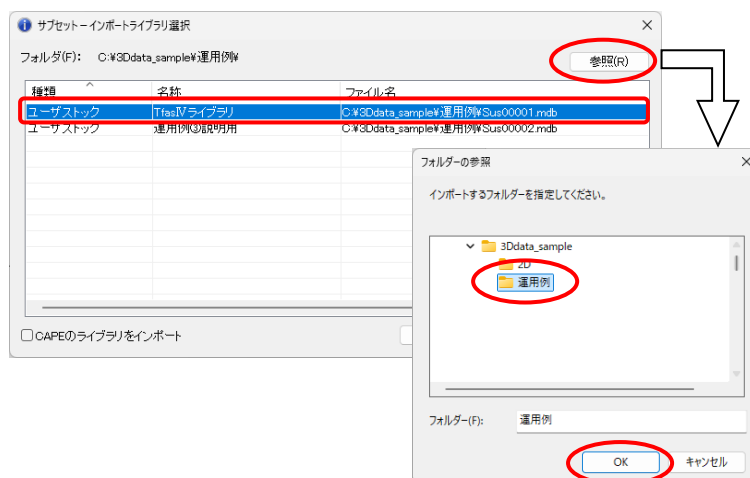 サブセット－インポートライブラリ選択
フォルダ(F): C:¥3Ddata_sample¥運用例¥
参照(R)
種類 名称 ファイル名
ユーザストック TfasⅣライブラリ C:¥3Ddata_sample¥運用例¥Sus00001.mdb
ユーザストック 運用例③説明用 C:¥3Ddata_sample¥運用例¥Sus00002.mdb
CAPEのライブラリをインポート
フォルダーの参照
インポートするフォルダーを指定してください。
3Ddata_sample
2D
運用例
フォルダー(F): 運用例
OK キャンセル